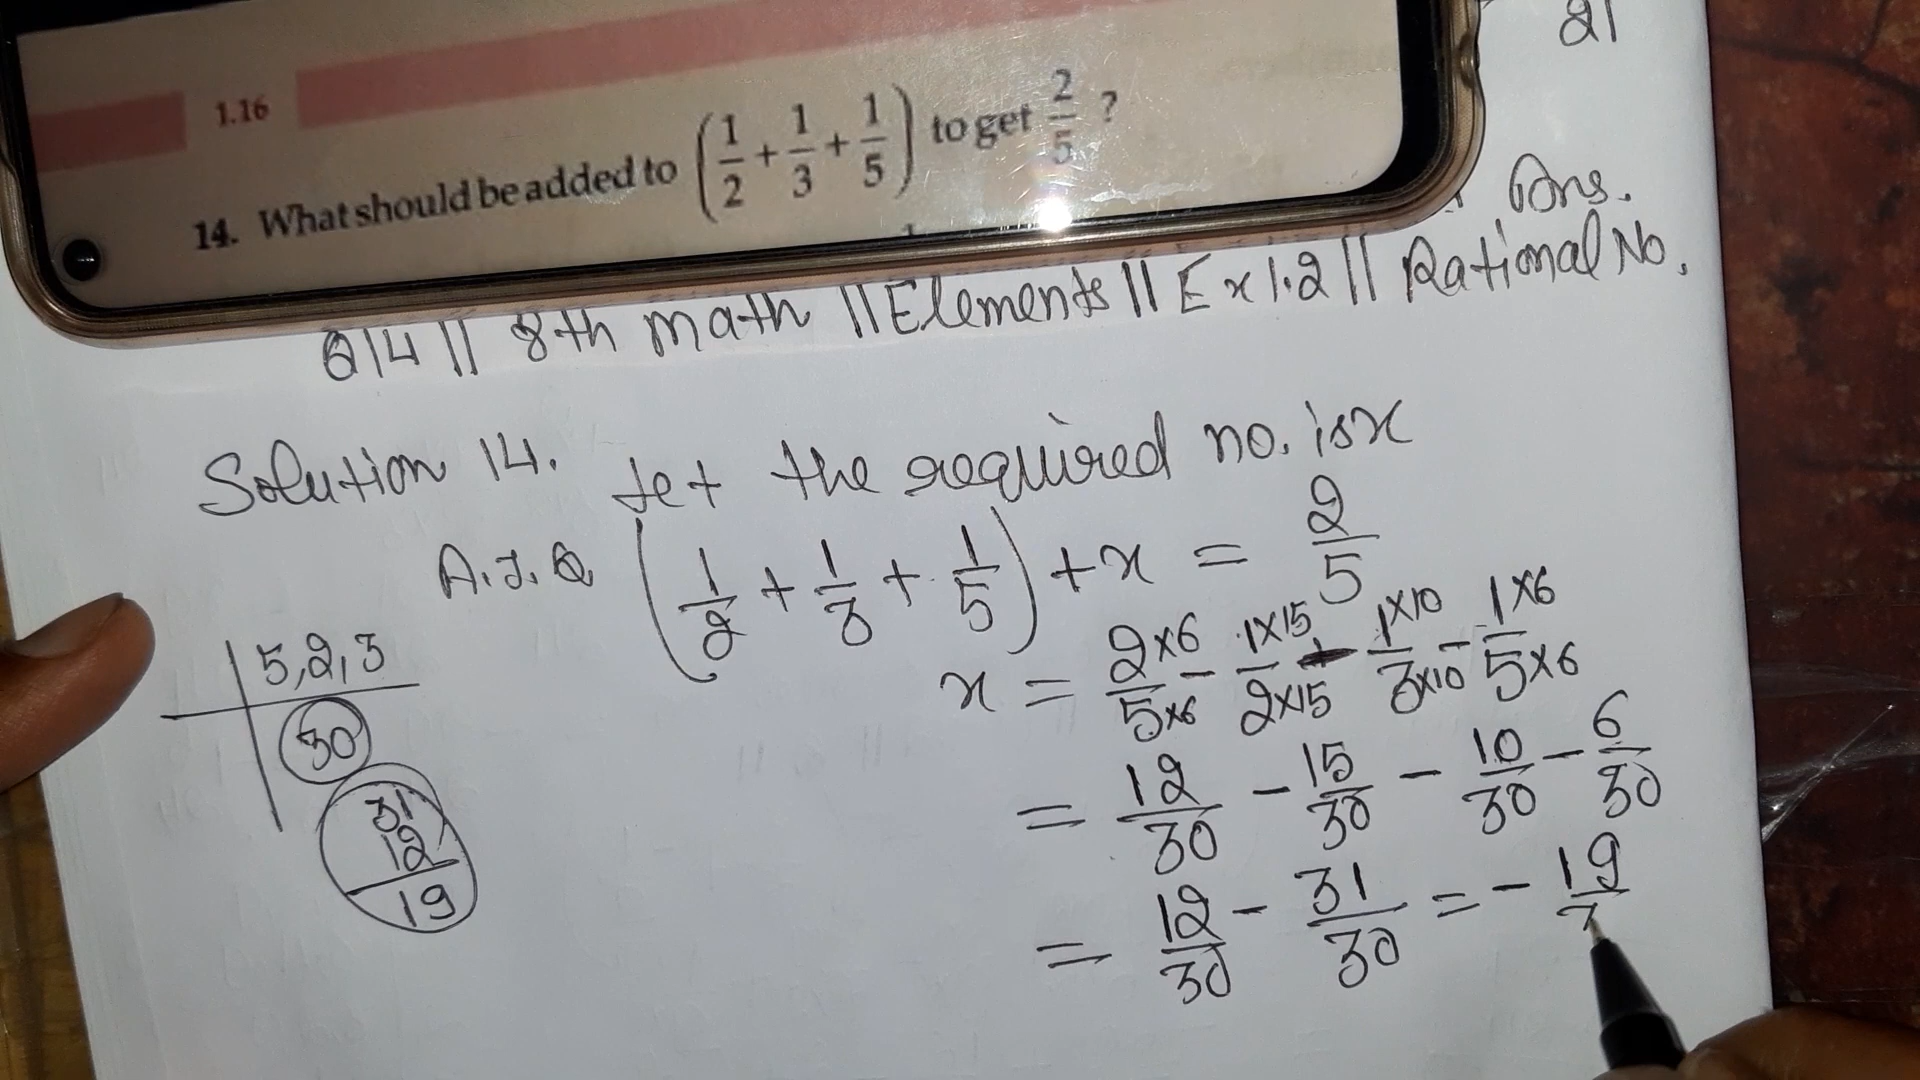 21
1.16
14. What should be added to (1/2 + 1/3 + 1/5) to get 2/5 ?
Ans.
Q14 || 8th math || Elements || Ex 1.2 || Rational No.
Solution 14. Let the required no. is x
A.T.Q. (1/2 + 1/3 + 1/5) + x = 2/5
x = 2×6/5×6 - 1×15/2×15 - 1×10/3×10 - 1×6/5×6
= 12/30 - 15/30 - 10/30 - 6/30
= 12/30 - 31/30 = - 19/3
5,2,3
30
31
12
19